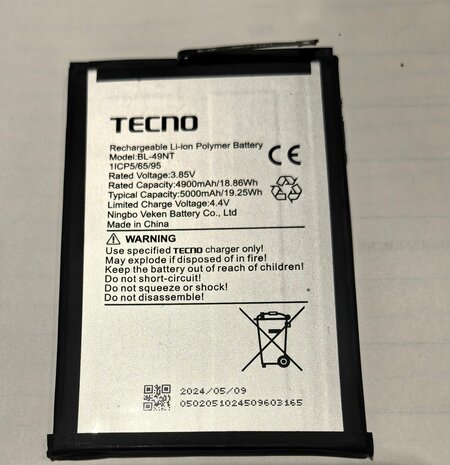 TECNO
Rechargeable Li-ion Polymer Battery
Model:BL-49NT
1ICP5/65/95
Rated Voltage:3.85V
Rated Capacity:4900mAh/18.86Wh
Typical Capacity:5000mAh/19.25Wh
Limited Charge Voltage:4.4V
Ningbo Veken Battery Co., Ltd
Made in China
CE
WARNING
Use specified TECNO charger only!
May explode if disposed of in fire!
Keep the battery out of reach of children!
Do not short-circuit!
Do not squeeze or shock!
Do not disassemble!
2024/05/09
0502051024509603165